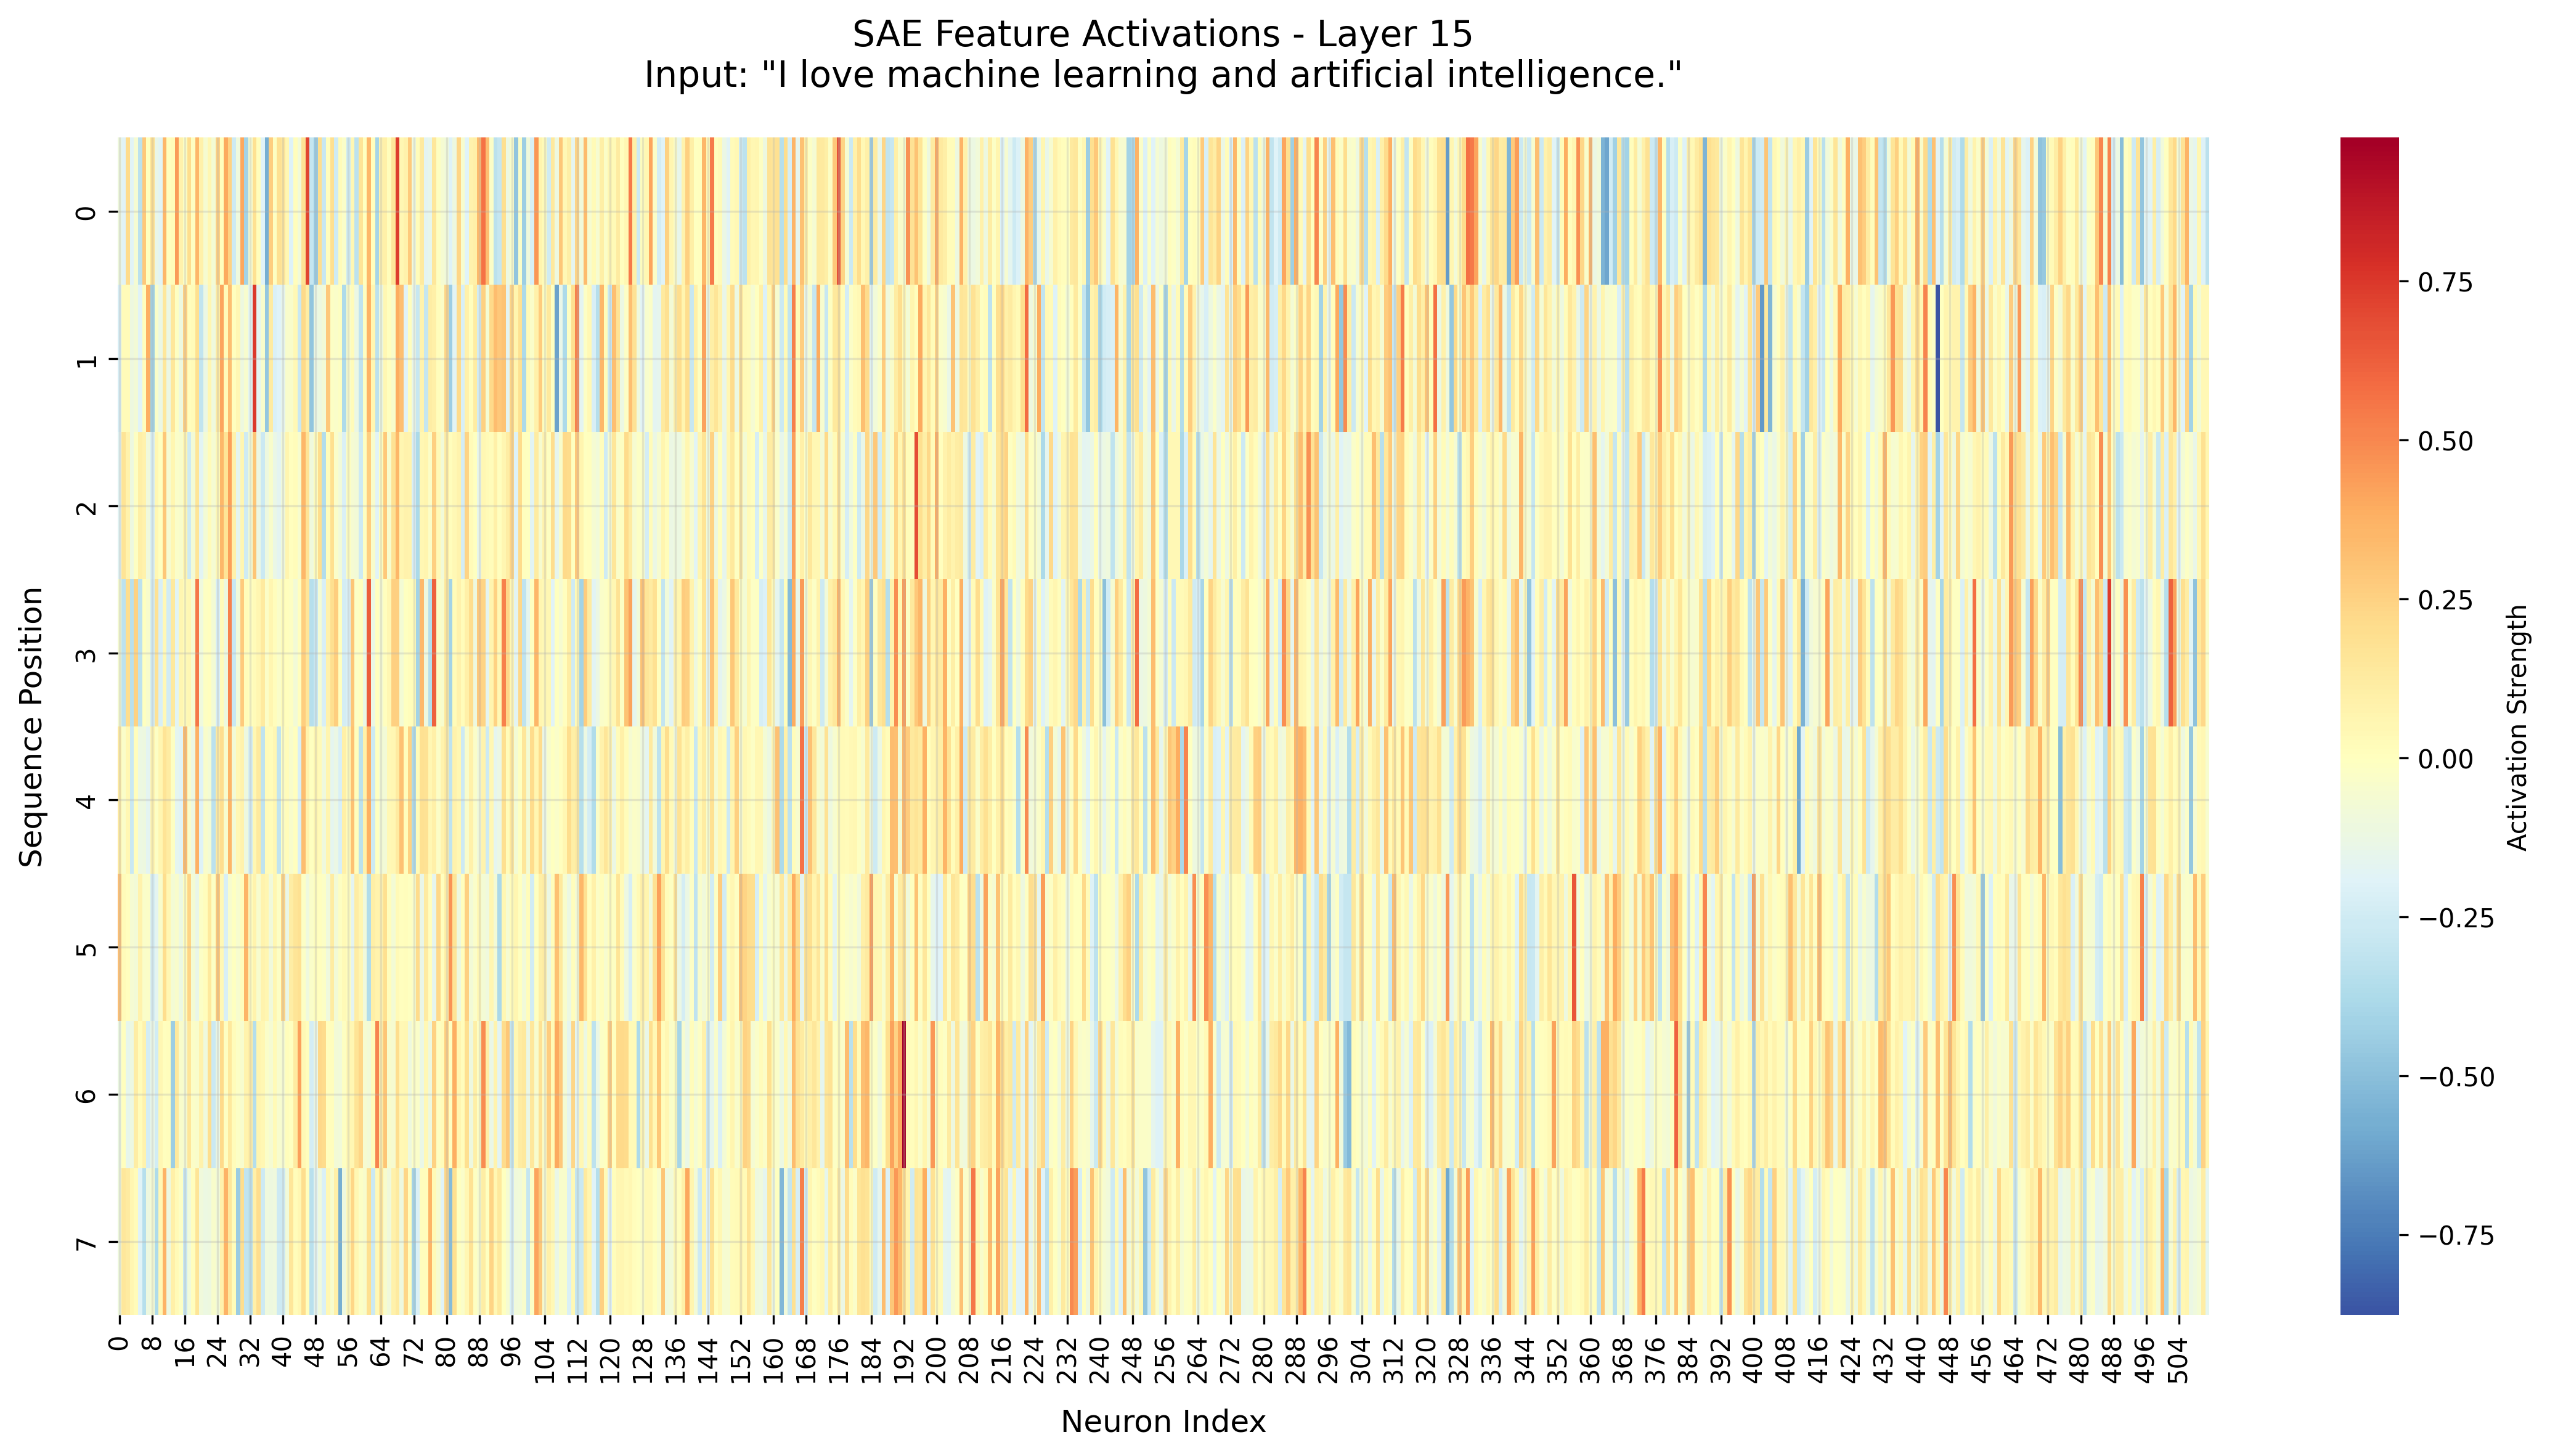 SAE Feature Activations - Layer 15
Input: "I love machine learning and artificial intelligence."
Sequence Position
0
1
2
3
4
5
6
7
0 8 16 24 32 40 48 56 64 72 80 88 96 104 112 120 128 136 144 152 160 168 176 184 192 200 208 216 224 232 240 248 256 264 272 280 288 296 304 312 320 328 336 344 352 360 368 376 384 392 400 408 416 424 432 440 448 456 464 472 480 488 496 504
Neuron Index
0.75
0.50
0.25
0.00
−0.25
−0.50
−0.75
Activation Strength